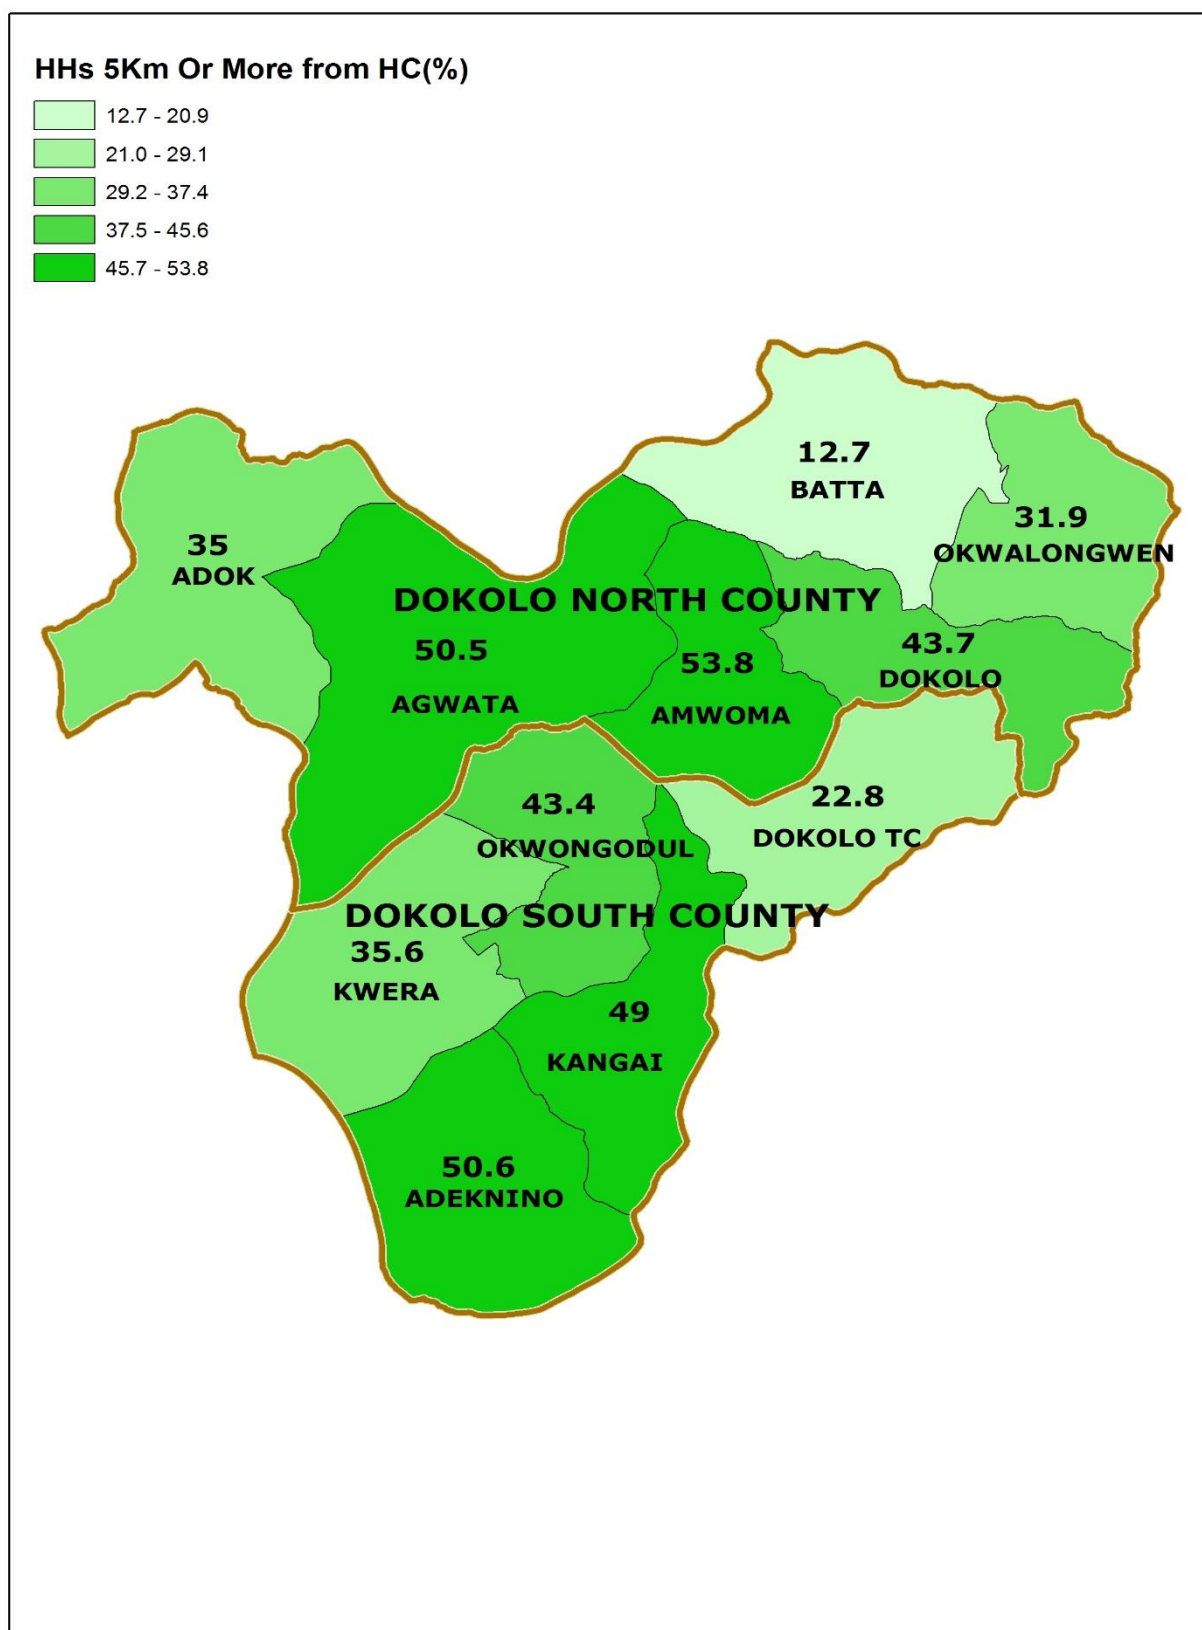 HHs 5Km Or More from HC(%)
12.7 - 20.9
21.0 - 29.1
29.2 - 37.4
37.5 - 45.6
45.7 - 53.8
12.7
BATTA
31.9
OKWALONGWEN
35
ADOK
DOKOLO NORTH COUNTY
50.5
AGWATA
53.8
AMWOMA
43.7
DOKOLO
43.4
OKWONGODUL
22.8
DOKOLO TC
DOKOLO SOUTH COUNTY
35.6
KWERA
49
KANGAI
50.6
ADEKNINO